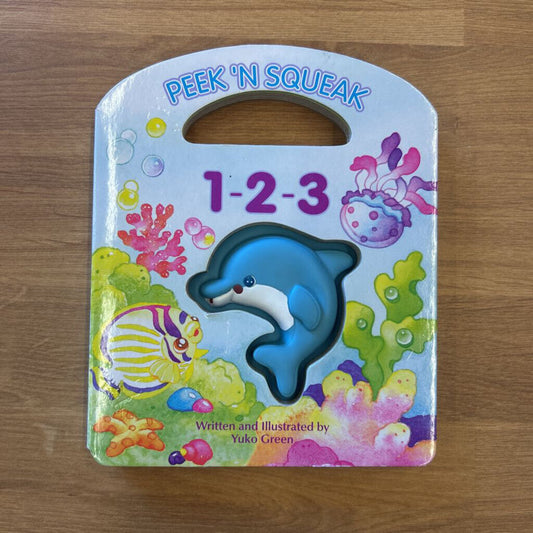 PEEK 'N SQUEAK
1-2-3
Written and Illustrated by
Yuko Green